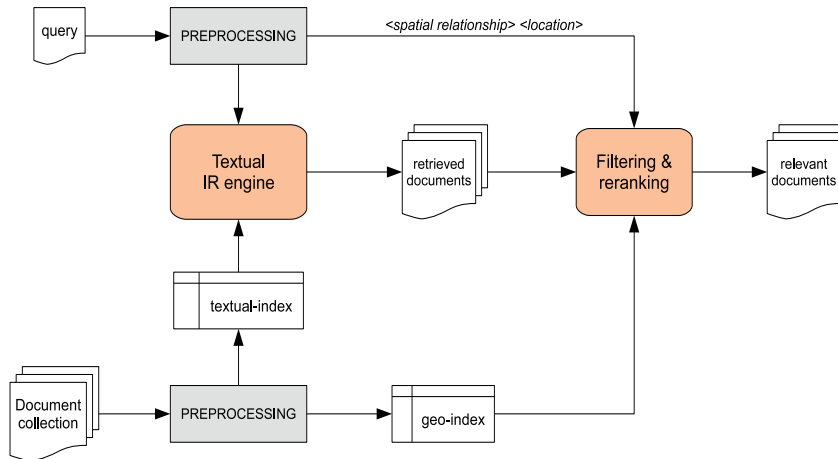 query
PREPROCESSING
<spatial relationship> <location>
Textual
IR engine
retrieved
documents
Filtering &
reranking
relevant
documents
textual-index
Document
collection
PREPROCESSING
geo-index